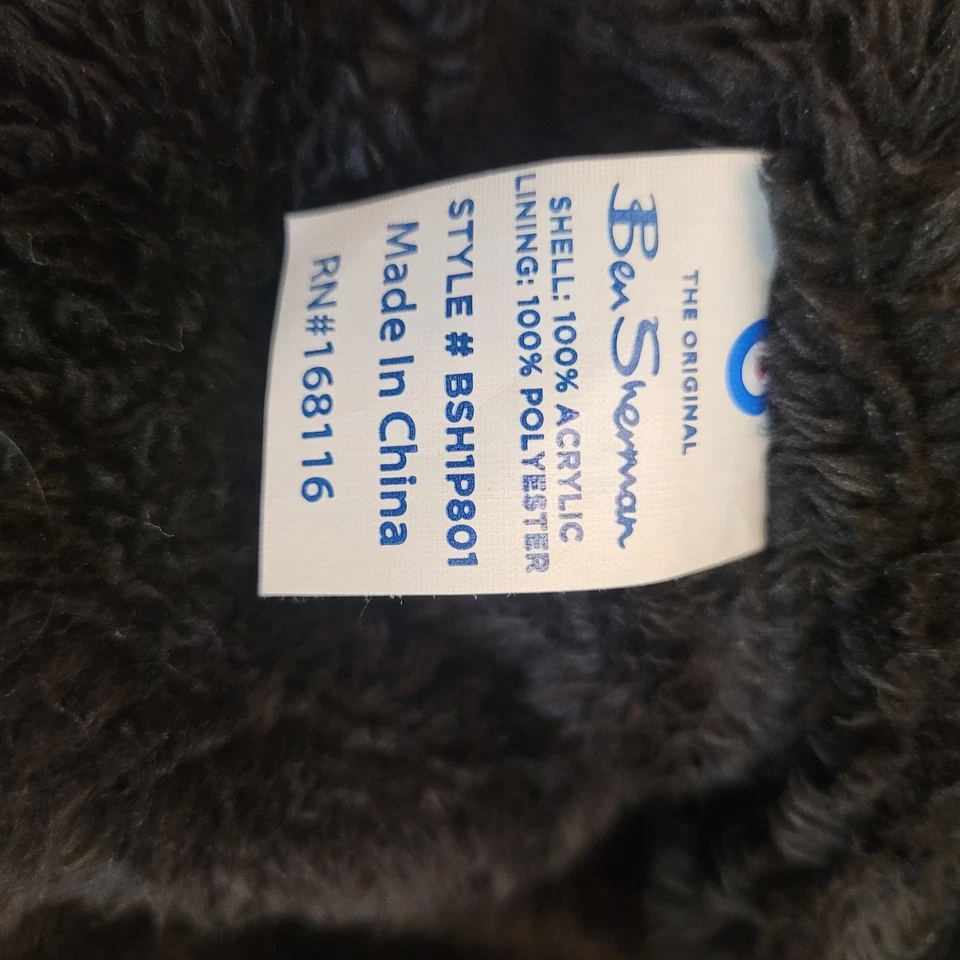 THE ORIGINAL
Ben Sherman
SHELL: 100% ACRYLIC
LINING: 100% POLYESTER
STYLE # BSH1P801
Made In China
RN#168116